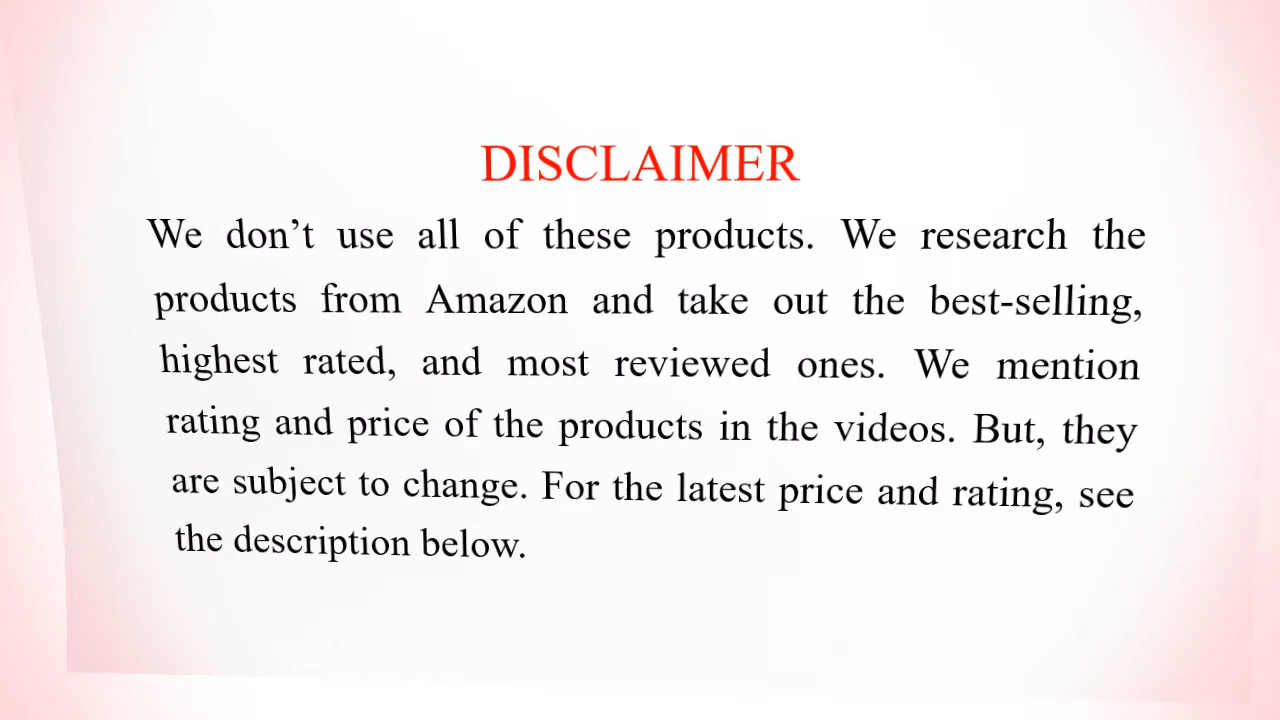 DISCLAIMER
We don’t use all of these products. We research the
products from Amazon and take out the best-selling,
highest rated, and most reviewed ones. We mention
rating and price of the products in the videos. But, they
are subject to change. For the latest price and rating, see
the description below.